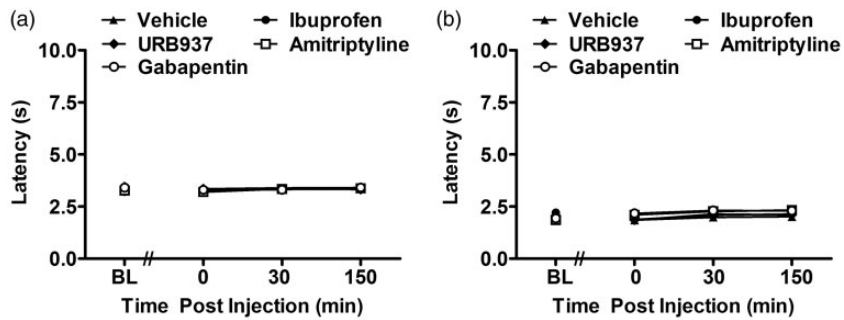 (a)
Vehicle Ibuprofen
URB937 Amitriptyline
Gabapentin
10.0
7.5
5.0
2.5
0.0
Latency (s)
BL 0 30 150
Time Post Injection (min)
(b)
Vehicle Ibuprofen
URB937 Amitriptyline
Gabapentin
10.0
7.5
5.0
2.5
0.0
Latency (s)
BL 0 30 150
Time Post Injection (min)